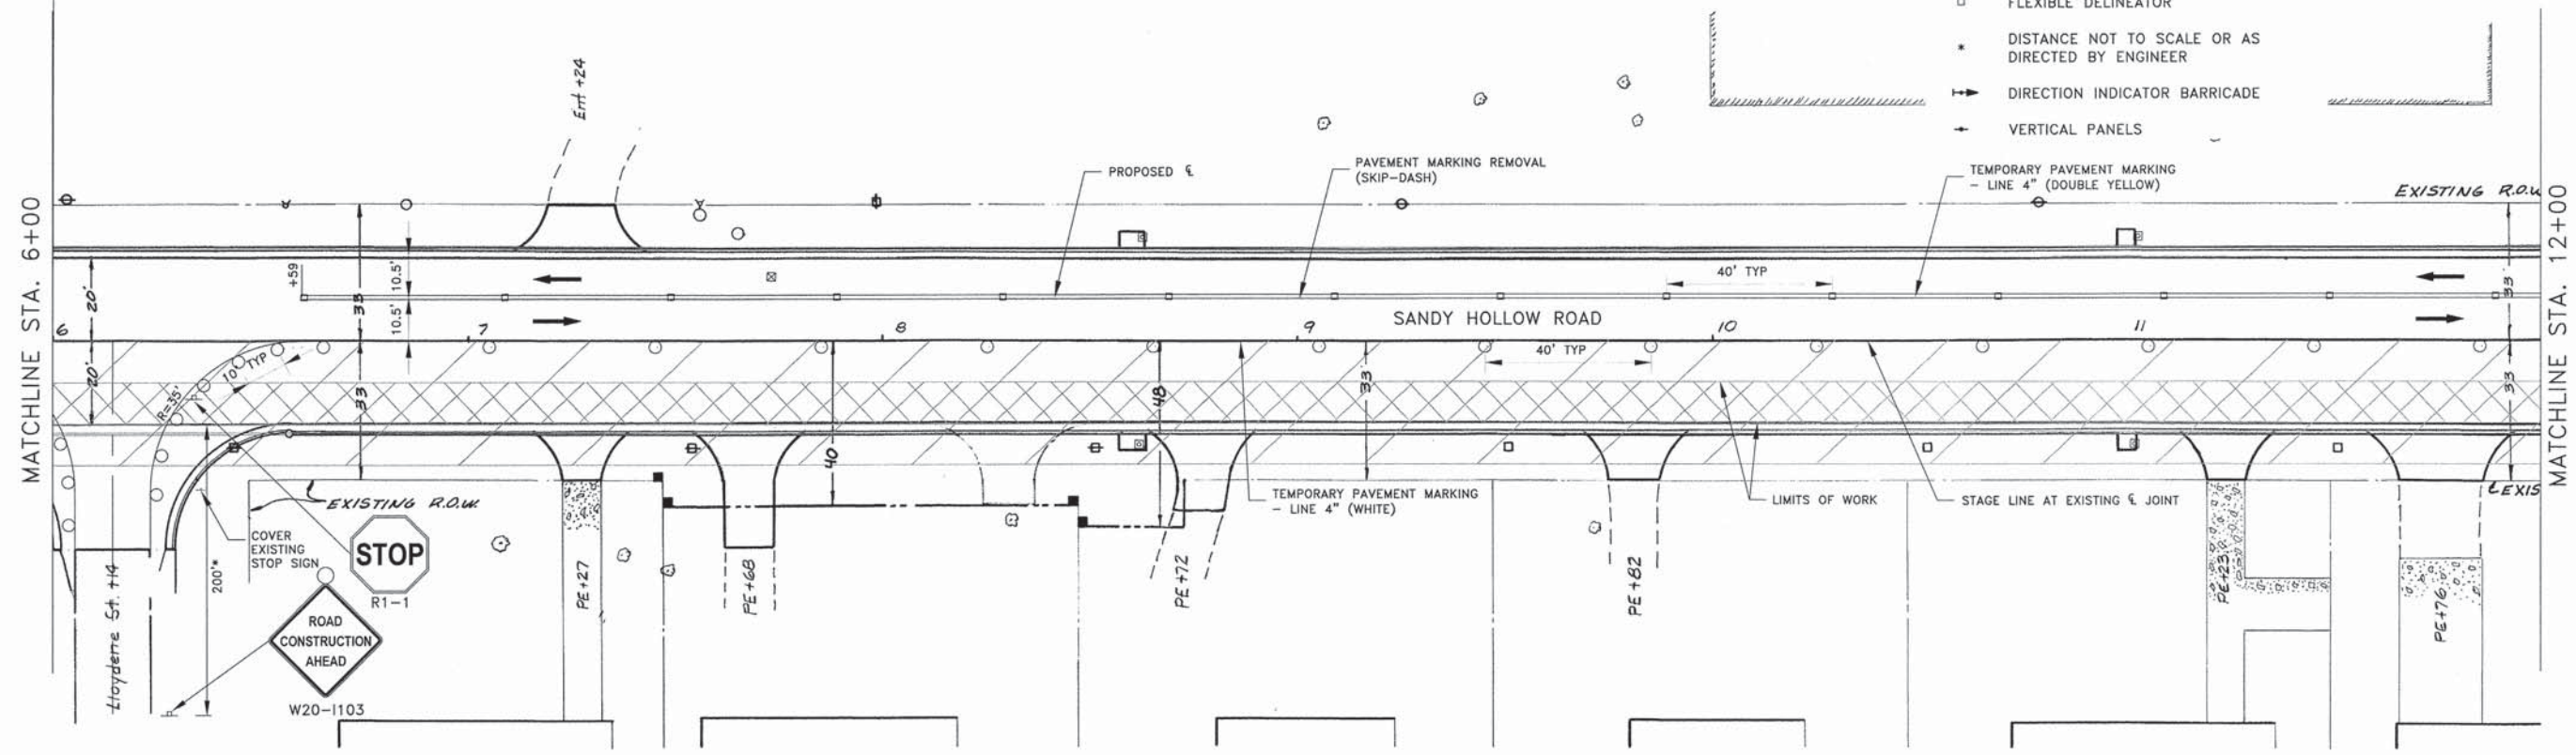 FLEXIBLE DELINEATOR
* DISTANCE NOT TO SCALE OR AS
DIRECTED BY ENGINEER
DIRECTION INDICATOR BARRICADE
VERTICAL PANELS
Ent +24
PROPOSED ℄
PAVEMENT MARKING REMOVAL
(SKIP-DASH)
TEMPORARY PAVEMENT MARKING
- LINE 4" (DOUBLE YELLOW)
EXISTING R.O.W
MATCHLINE STA. 6+00
MATCHLINE STA. 12+00
+59
20'
33'
10.5'
10.5'
40' TYP
33'
6
7
8
9
SANDY HOLLOW ROAD
10
11
20'
10' TYP
R=35'
33
40
48
33'
40' TYP
33
EXISTING R.O.W.
COVER
EXISTING
STOP SIGN
STOP
R1-1
200'*
ROAD
CONSTRUCTION
AHEAD
W20-I103
Lloydene St. +14
PE+27
PE+68
PE+72
TEMPORARY PAVEMENT MARKING
- LINE 4" (WHITE)
LIMITS OF WORK
STAGE LINE AT EXISTING ℄ JOINT
PE+82
PE+23
PE+76
EXIS